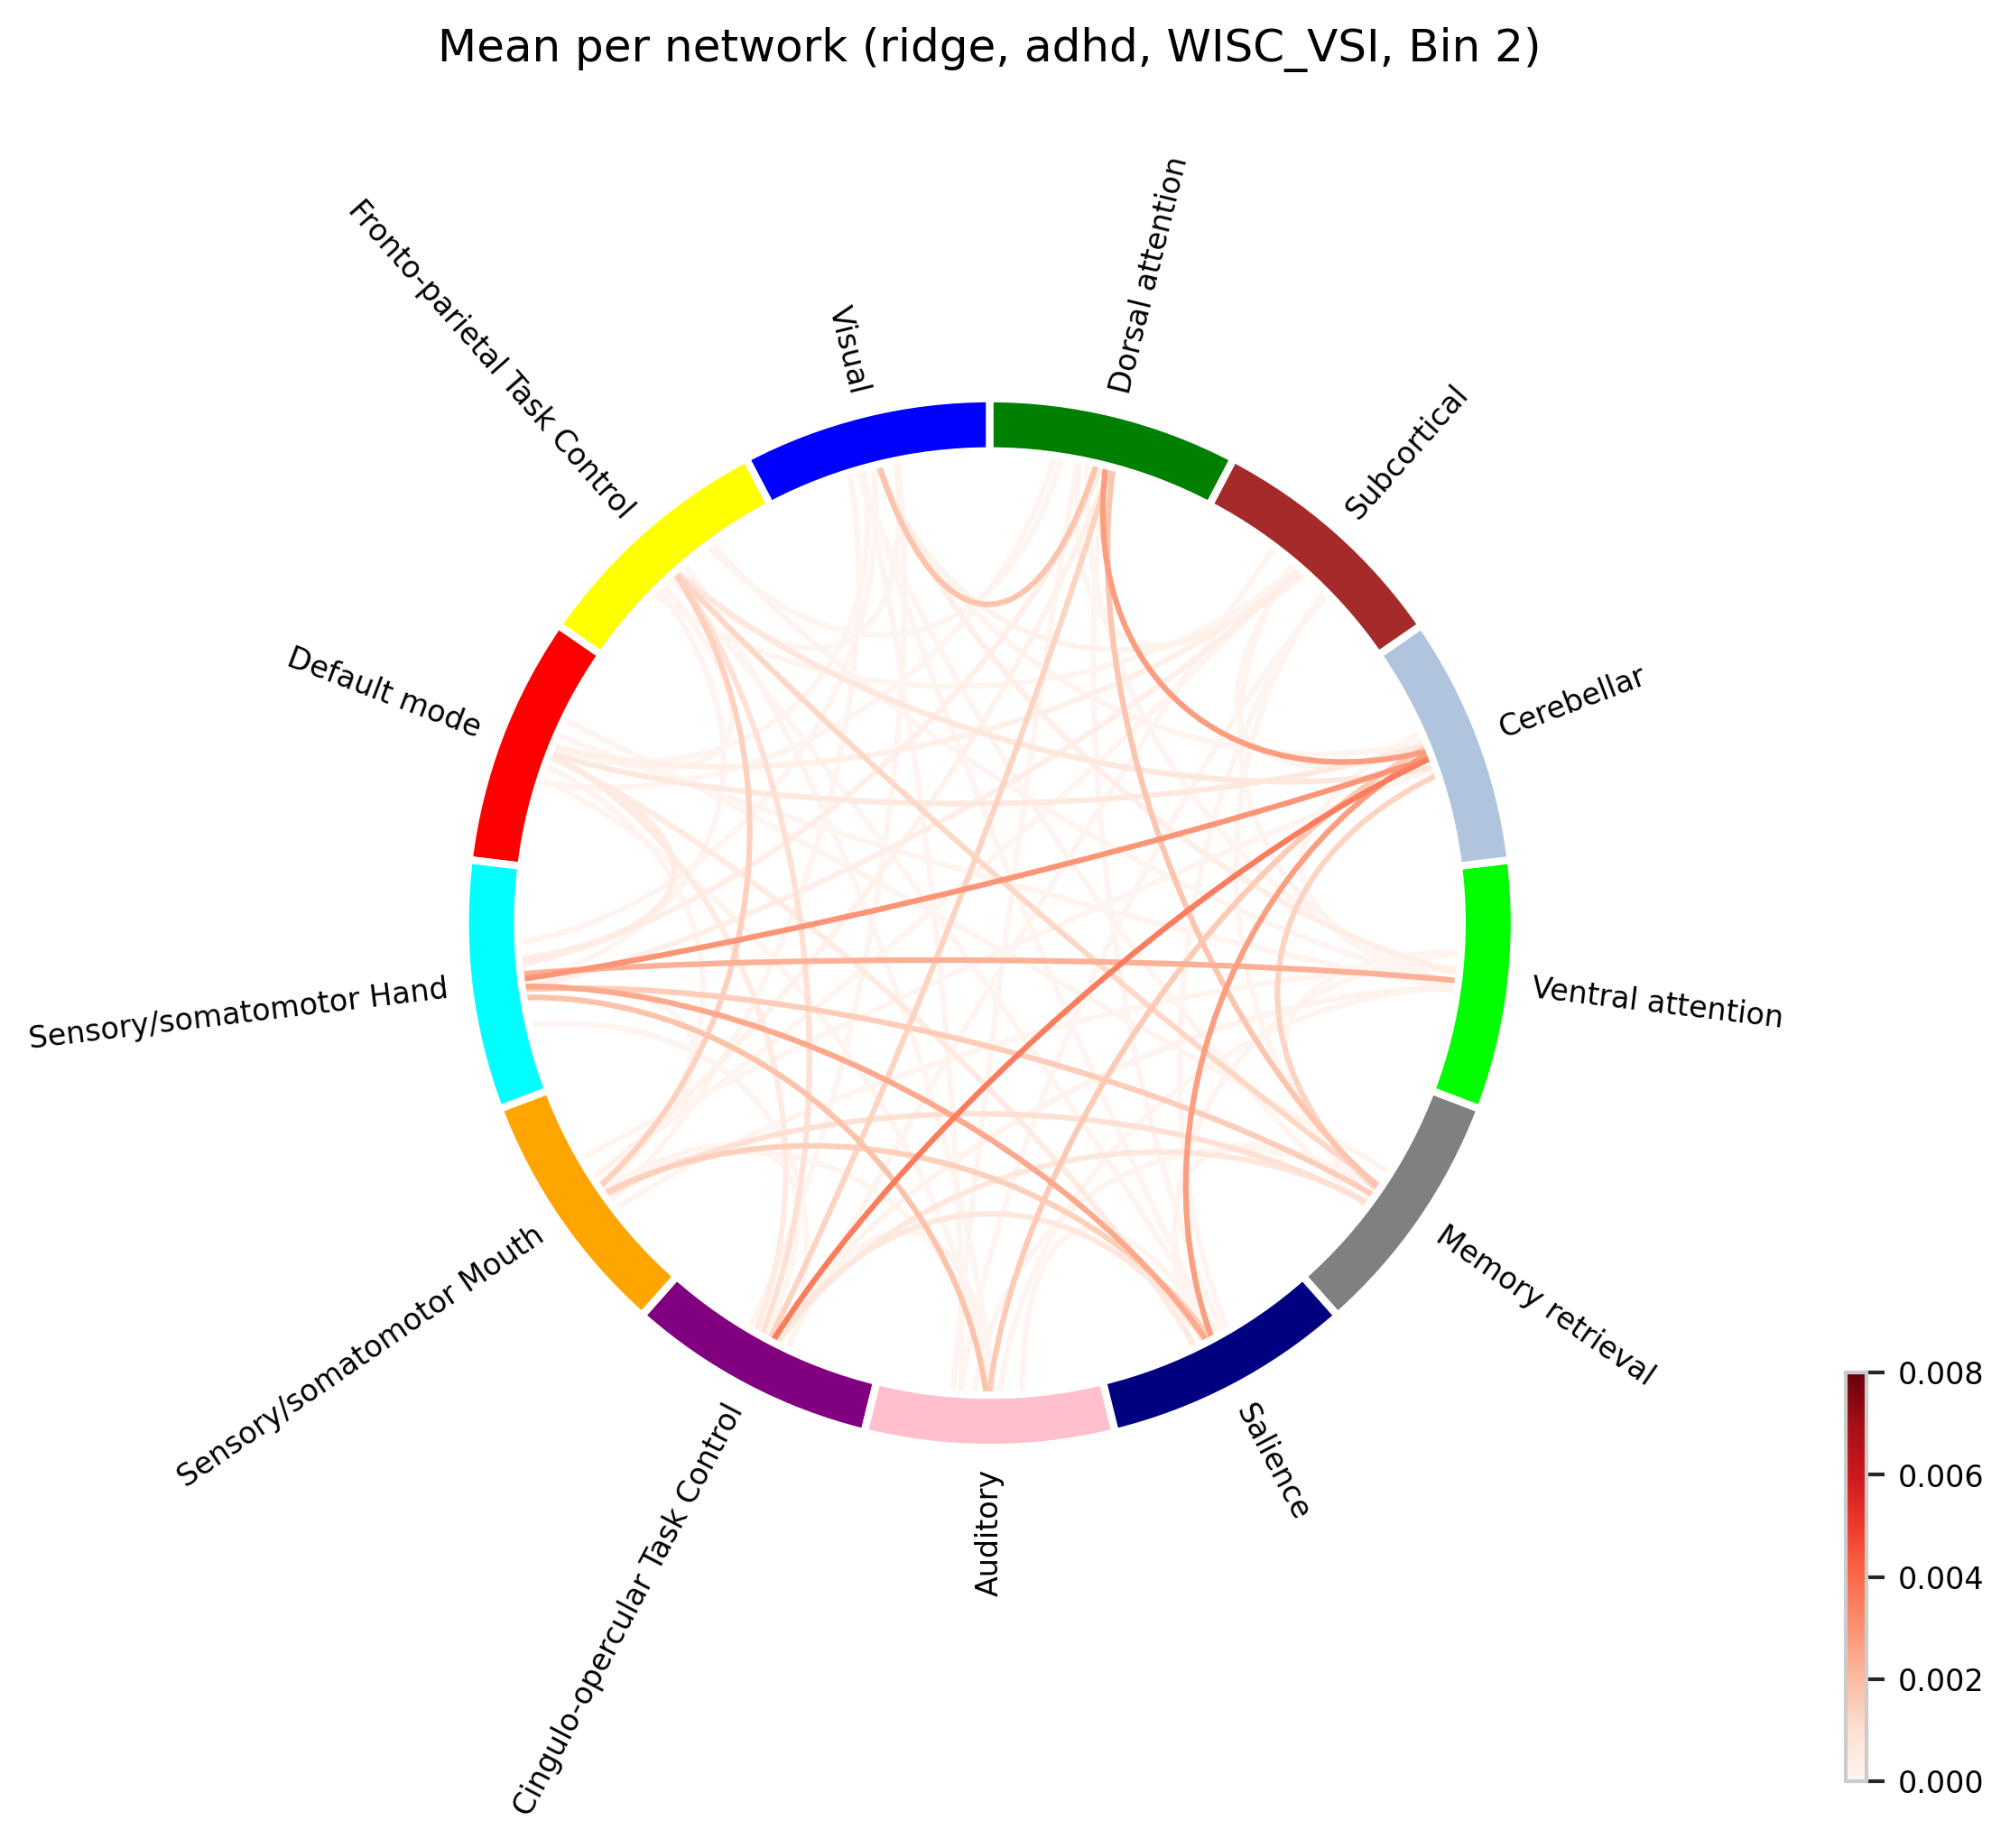 Mean per network (ridge, adhd, WISC_VSI, Bin 2)
Dorsal attention
Visual
Fronto-parietal Task Control
Subcortical
Default mode
Cerebellar
Sensory/somatomotor Hand
Ventral attention
Sensory/somatomotor Mouth
Memory retrieval
Cingulo-opercular Task Control
Auditory
Salience
0.008
0.006
0.004
0.002
0.000